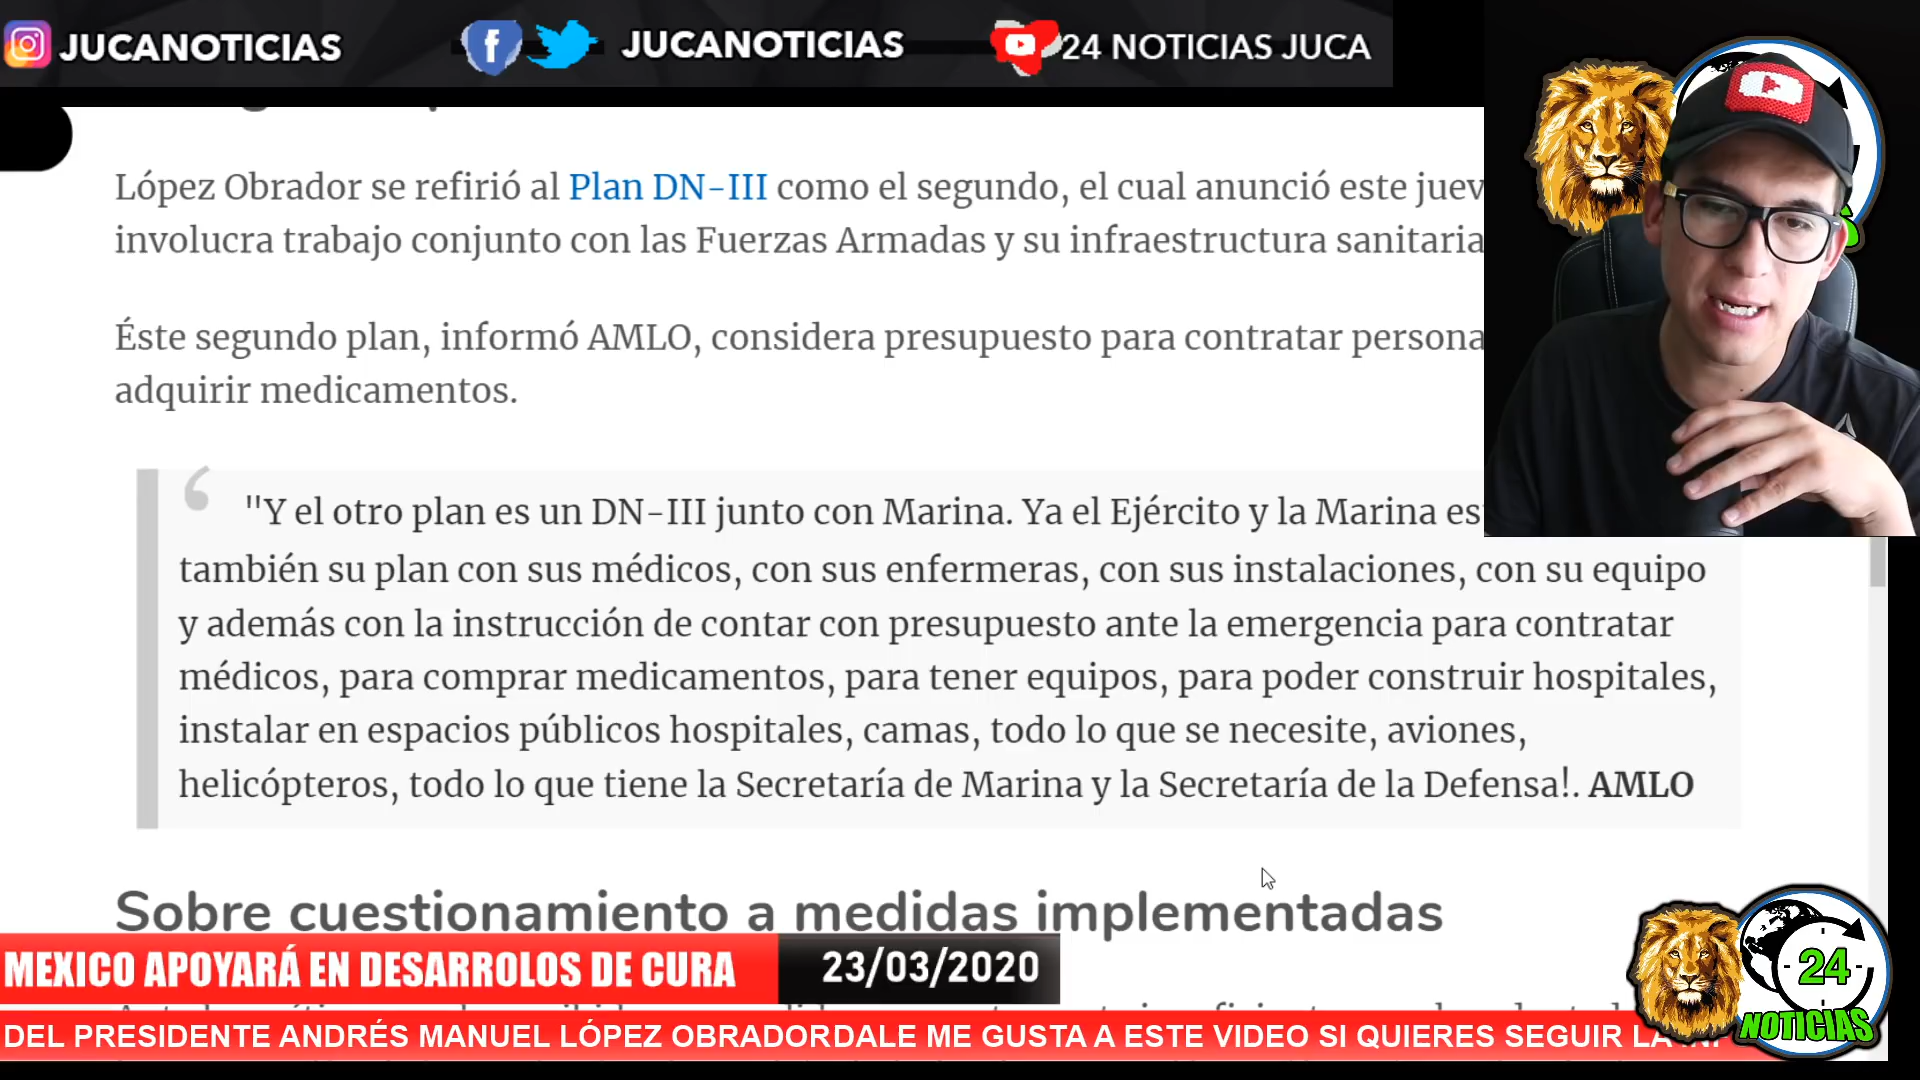 JUCANOTICIAS
JUCANOTICIAS
24 NOTICIAS JUCA
López Obrador se refirió al Plan DN-III como el segundo, el cual anunció este
involucra trabajo conjunto con las Fuerzas Armadas y su infraestructura sanitaria
Éste segundo plan, informó AMLO, considera presupuesto para contratar
adquirir medicamentos.
"Y el otro plan es un DN-III junto con Marina. Ya el Ejército y la Marina
también su plan con sus médicos, con sus enfermeras, con sus instalaciones, con su equipo
y además con la instrucción de contar con presupuesto ante la emergencia para contratar
médicos, para comprar medicamentos, para tener equipos, para poder construir hospitales,
instalar en espacios públicos hospitales, camas, todo lo que se necesite, aviones,
helicópteros, todo lo que tiene la Secretaría de Marina y la Secretaría de la Defensa!. AMLO
Sobre cuestionamiento a medidas implementadas
MEXICO APOYARÁ EN DESARROLOS DE CURA
23/03/2020
DEL PRESIDENTE ANDRÉS MANUEL LÓPEZ OBRADORDALE ME GUSTA A ESTE VIDEO SI QUIERES SEGUIR
24
NOTICIAS